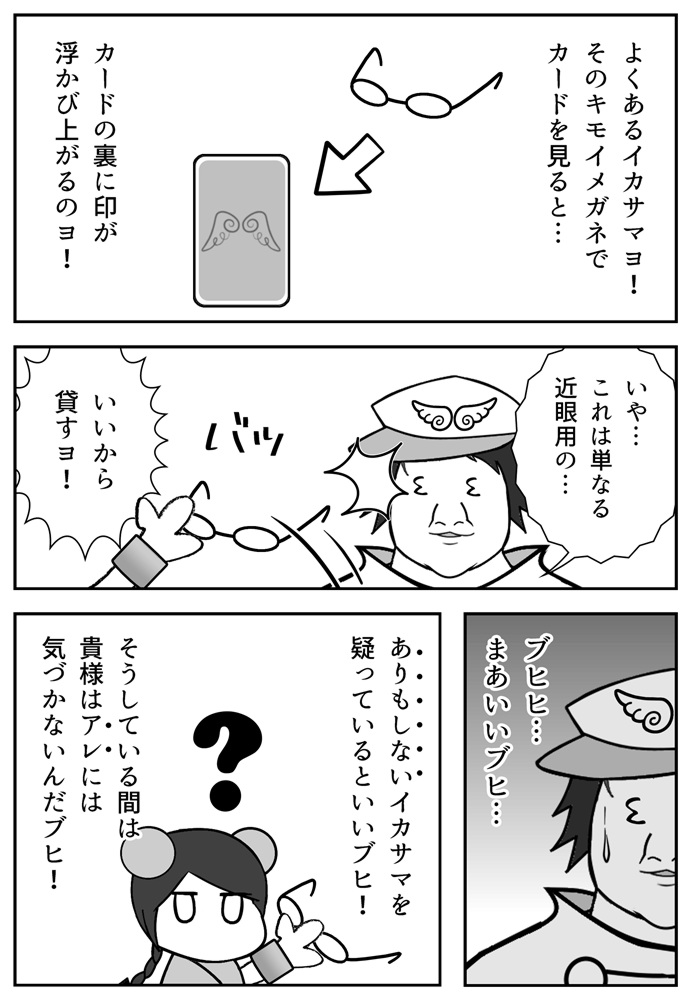 よくあるイカサマヨ！
そのキモイメガネで
カードを見ると…
カードの裏に印が
浮かび上がるのヨ！
いや…
これは単なる
近眼用の…
バッ
いいから
貸すヨ！
ブヒヒ…
まあいいブヒ…
ありもしないイカサマを
疑っているといいブヒ！
？
そうしている間は
貴様はアレには
気づかないんだブヒ！